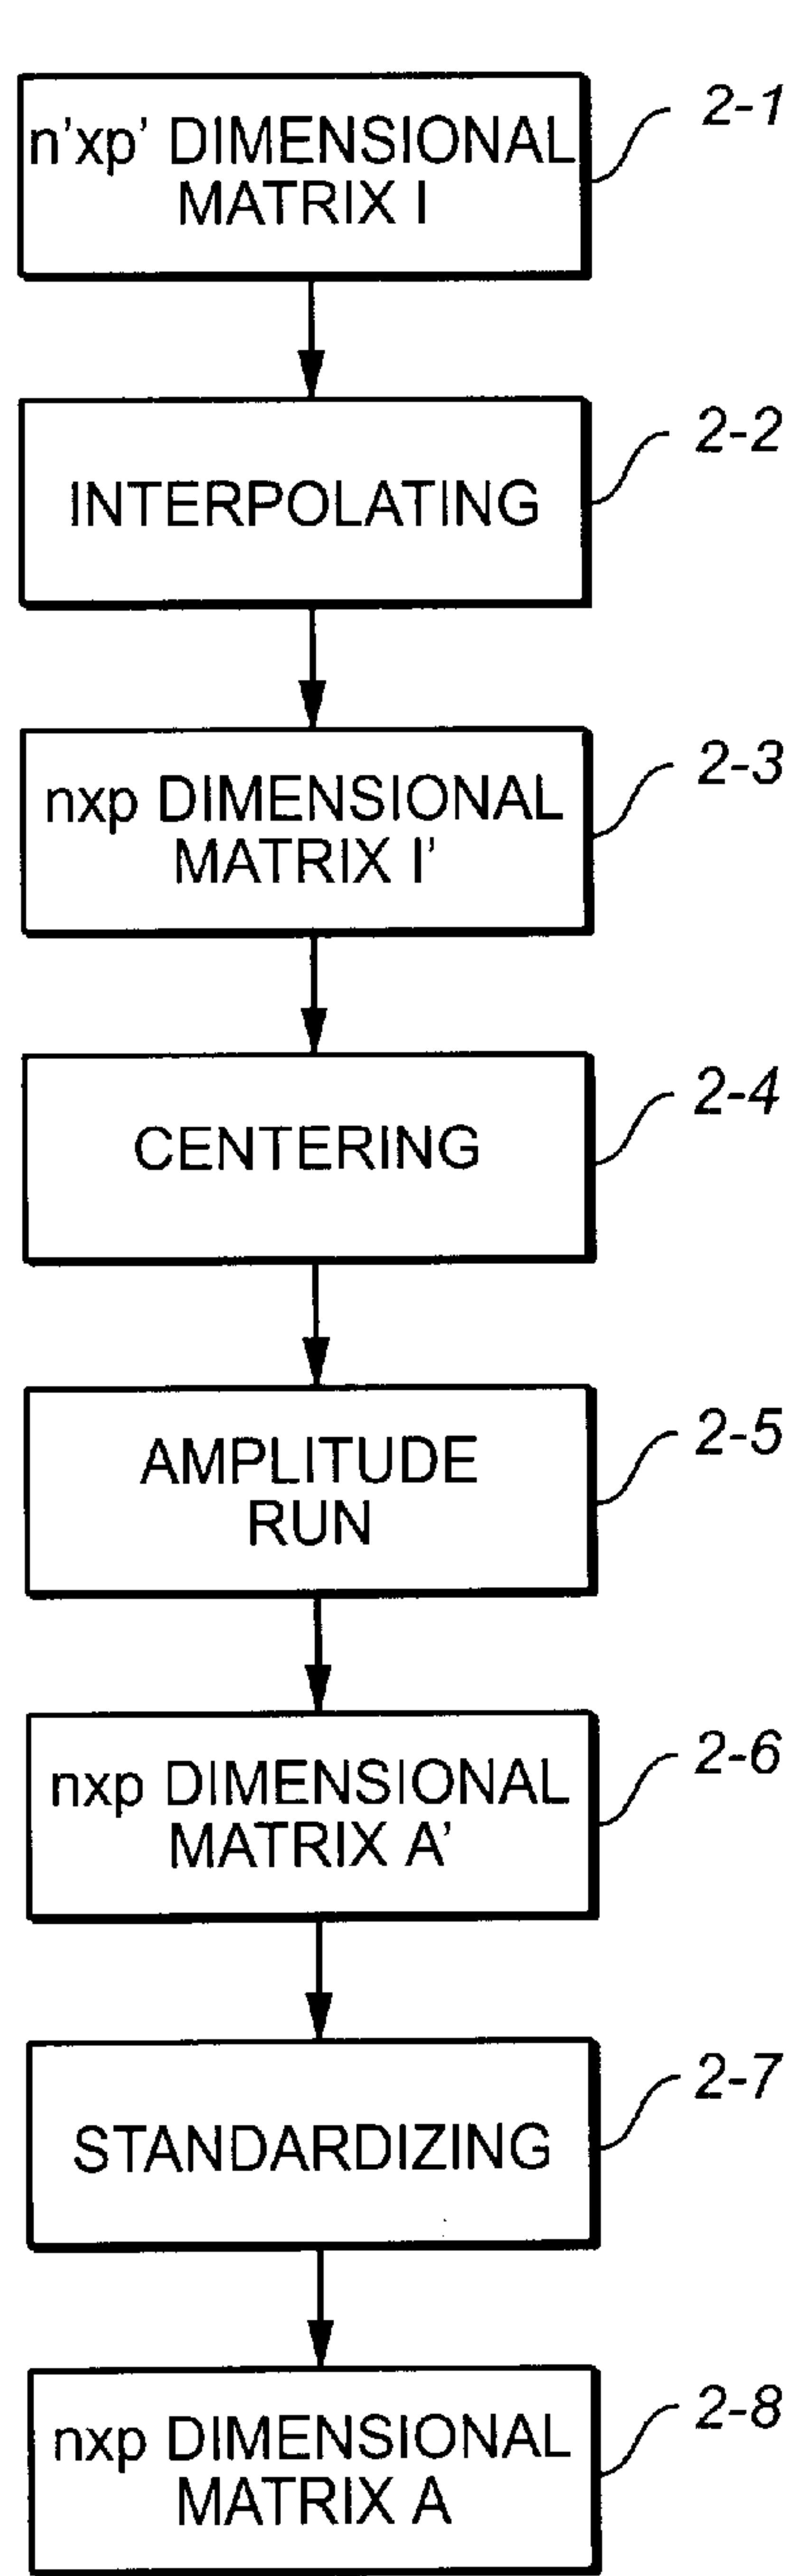 n'xp' DIMENSIONAL
MATRIX I
2-1
INTERPOLATING
2-2
nxp DIMENSIONAL
MATRIX I'
2-3
CENTERING
2-4
AMPLITUDE
RUN
2-5
nxp DIMENSIONAL
MATRIX A'
2-6
STANDARDIZING
2-7
nxp DIMENSIONAL
MATRIX A
2-8